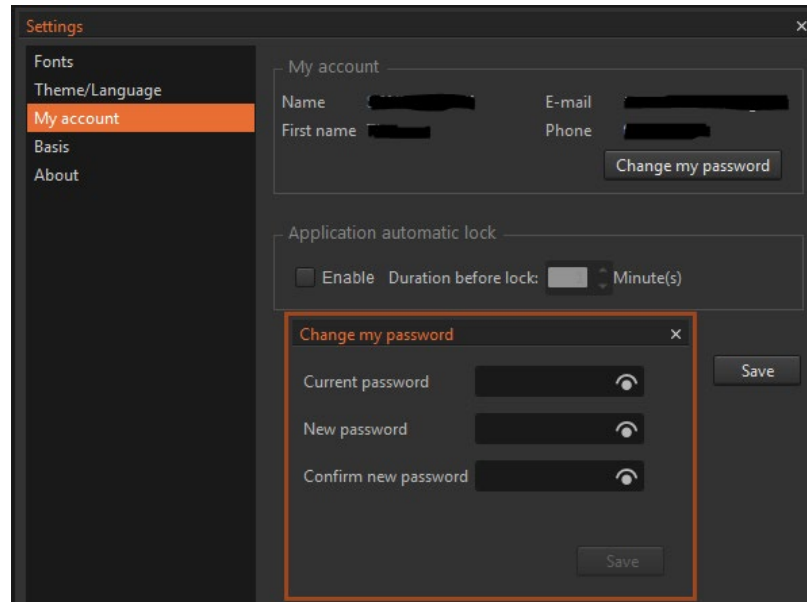 Settings
Fonts
Theme/Language
My account
Basis
About
My account
Name
E-mail
First name
Phone
Change my password
Application automatic lock
Enable Duration before lock: Minute(s)
Change my password
Current password
New password
Confirm new password
Save
Save